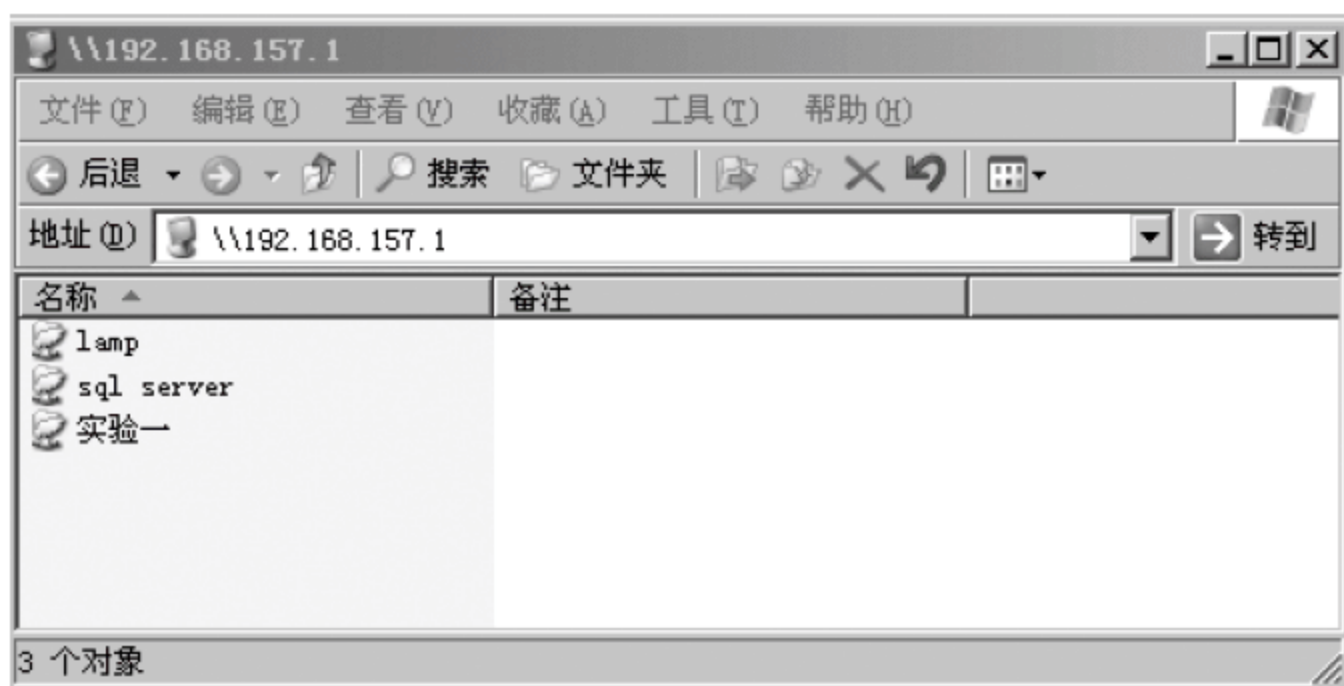 \\192.168.157.1
文件(F) 编辑(E) 查看(V) 收藏(A) 工具(T) 帮助(H)
后退 搜索 文件夹
地址(D) \\192.168.157.1 转到
名称 备注
lamp
sql server
实验一
3 个对象